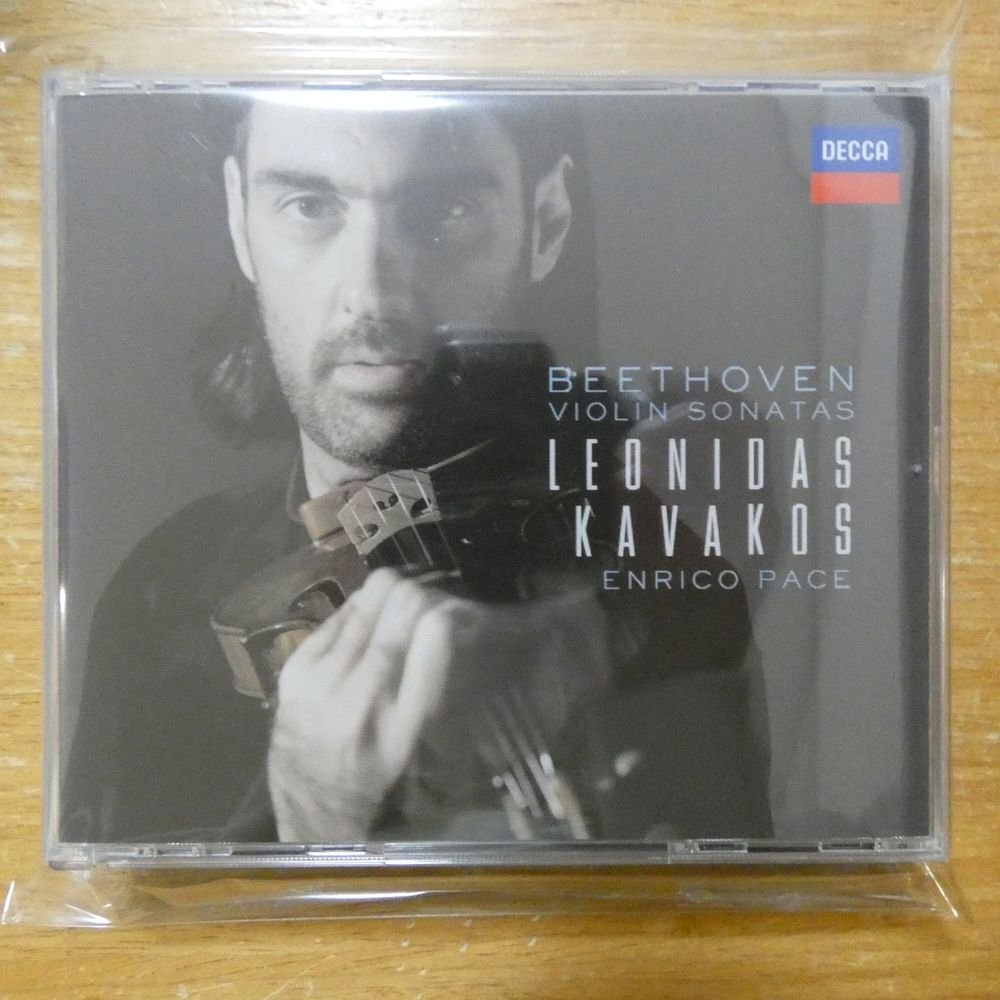 DECCA
BEETHOVEN
VIOLIN SONATAS
LEONIDAS
KAVAKOS
ENRICO PACE